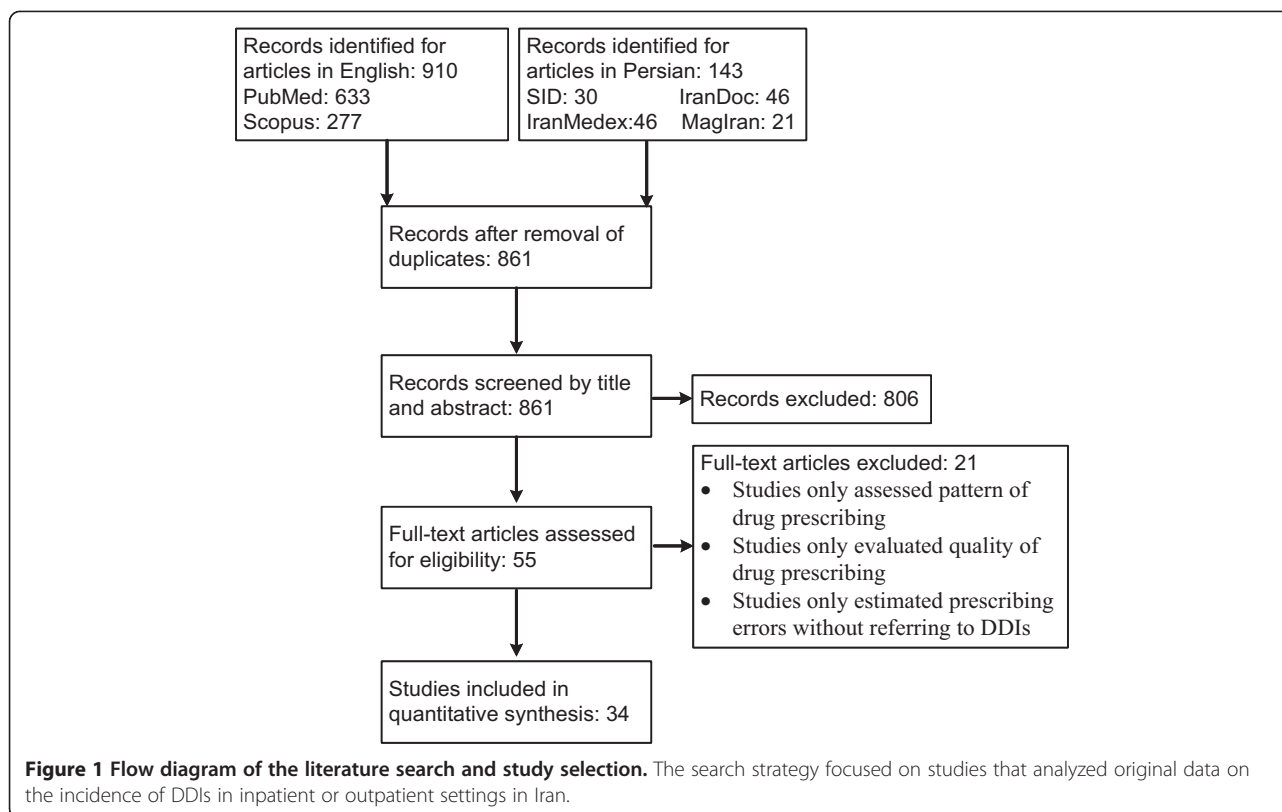 Records identified for
articles in English: 910
PubMed: 633
Scopus: 277
Records identified for
articles in Persian: 143
SID: 30 IranDoc: 46
IranMedex:46 MagIran: 21
Records after removal of
duplicates: 861
Records screened by title
and abstract: 861
Records excluded: 806
Full-text articles assessed
for eligibility: 55
Full-text articles excluded: 21
• Studies only assessed pattern of
drug prescribing
• Studies only evaluated quality of
drug prescribing
• Studies only estimated prescribing
errors without referring to DDIs
Studies included in
quantitative synthesis: 34
Figure 1 Flow diagram of the literature search and study selection. The search strategy focused on studies that analyzed original data on
the incidence of DDIs in inpatient or outpatient settings in Iran.